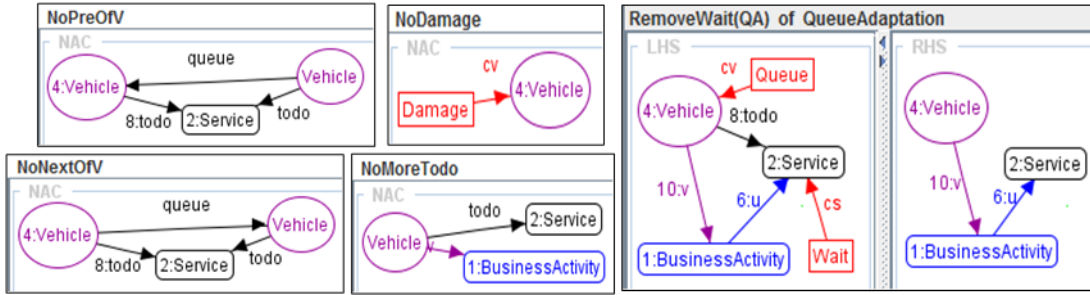 NoPreOfV
NAC
queue
4:Vehicle
Vehicle
8:todo
todo
2:Service
NoDamage
NAC
cv
Damage
4:Vehicle
RemoveWait(QA) of QueueAdaptation
LHS
cv
Queue
4:Vehicle
8:todo
2:Service
10:v
6:u
cs
1:BusinessActivity
Wait
RHS
4:Vehicle
2:Service
10:v
6:u
1:BusinessActivity
NoNextOfV
NAC
queue
4:Vehicle
Vehicle
8:todo
todo
2:Service
NoMoreTodo
NAC
todo
2:Service
Vehicle
v
1:BusinessActivity